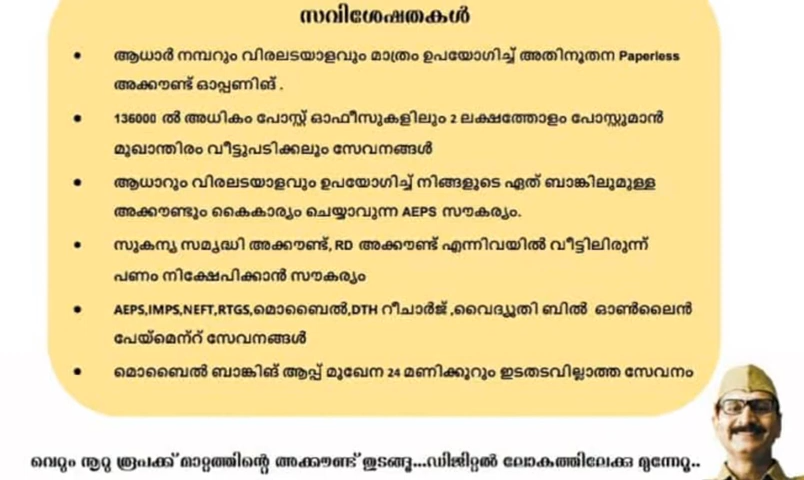 സവിശേഷതകൾ
• ആധാർ നമ്പറും വിരലടയാളവും മാത്രം ഉപയോഗിച്ച് അതിനൂതന Paperless
അക്കൗണ്ട് ഓപ്പണിങ് .
• 136000 ൽ അധികം പോസ്റ്റ് ഓഫീസുകളിലും 2 ലക്ഷത്തോളം പോസ്റ്റുമാൻ
മുഖാന്തിരം വീട്ടുപടിക്കലും സേവനങ്ങൾ
• ആധാറും വിരലടയാളവും ഉപയോഗിച്ച് നിങ്ങളുടെ ഏത് ബാങ്കിലുമുള്ള
അക്കൗണ്ടും കൈകാര്യം ചെയ്യാവുന്ന AEPS സൗകര്യം.
• സുകന്യ സമൃദ്ധി അക്കൗണ്ട്, RD അക്കൗണ്ട് എന്നിവയിൽ വീട്ടിലിരുന്ന്
പണം നിക്ഷേപിക്കാൻ സൗകര്യം
• AEPS,IMPS,NEFT,RTGS,മൊബൈൽ,DTH റീചാർജ് ,വൈദ്യുതി ബിൽ ഓൺലൈൻ
പേയ്മെന്റ് സേവനങ്ങൾ
• മൊബൈൽ ബാങ്കിങ് ആപ്പ് മുഖേന 24 മണിക്കൂറും ഇടതടവില്ലാത്ത സേവനം
വെറും നൂറു രൂപക്ക് മാറ്റത്തിന്റെ അക്കൗണ്ട് തുടങ്ങൂ...ഡിജിറ്റൽ ലോകത്തിലേക്കു മുന്നേറൂ..